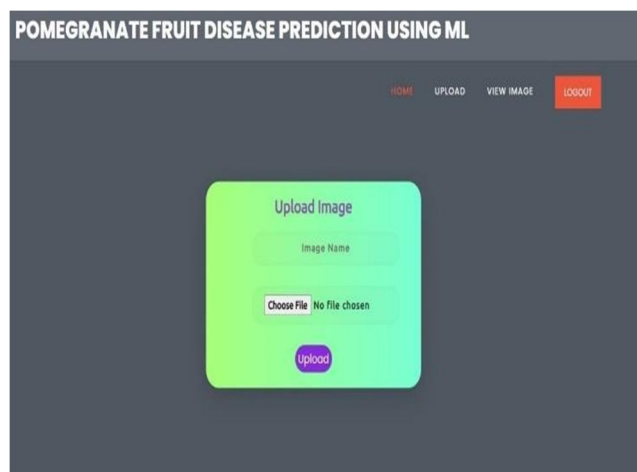 POMEGRANATE FRUIT DISEASE PREDICTION USING ML
HOME UPLOAD VIEW IMAGE LOGOUT
Upload Image
Image Name
Choose File No file chosen
Upload